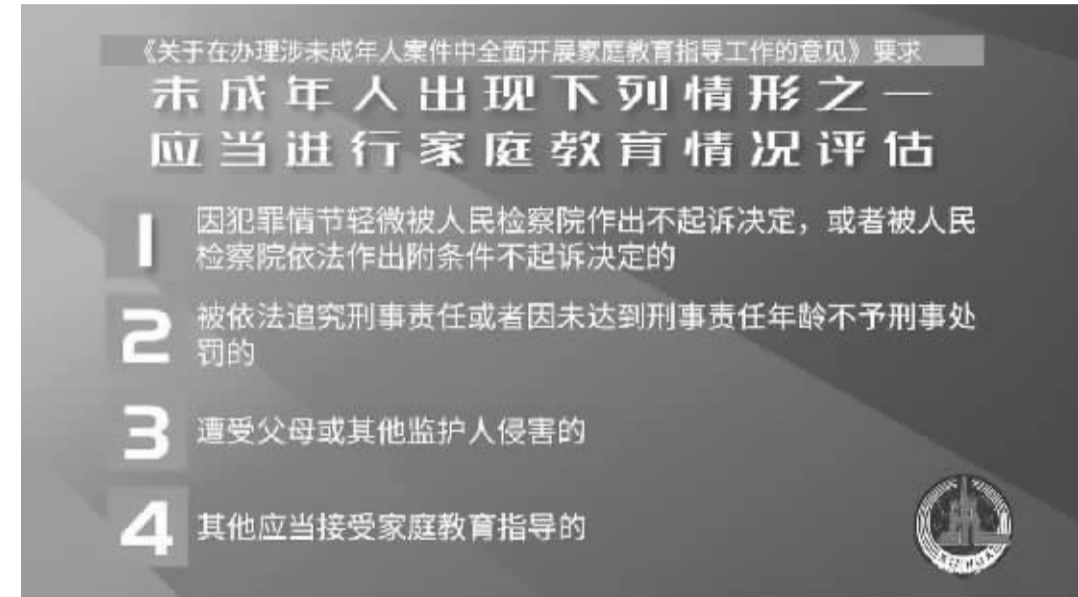 《关于在办理涉未成年人案件中全面开展家庭教育指导工作的意见》要求
未成年人出现下列情形之一
应当进行家庭教育情况评估
1 因犯罪情节轻微被人民检察院作出不起诉决定，或者被人民
检察院依法作出附条件不起诉决定的
2 被依法追究刑事责任或者因未达到刑事责任年龄不予刑事处
罚的
3 遭受父母或其他监护人侵害的
4 其他应当接受家庭教育指导的